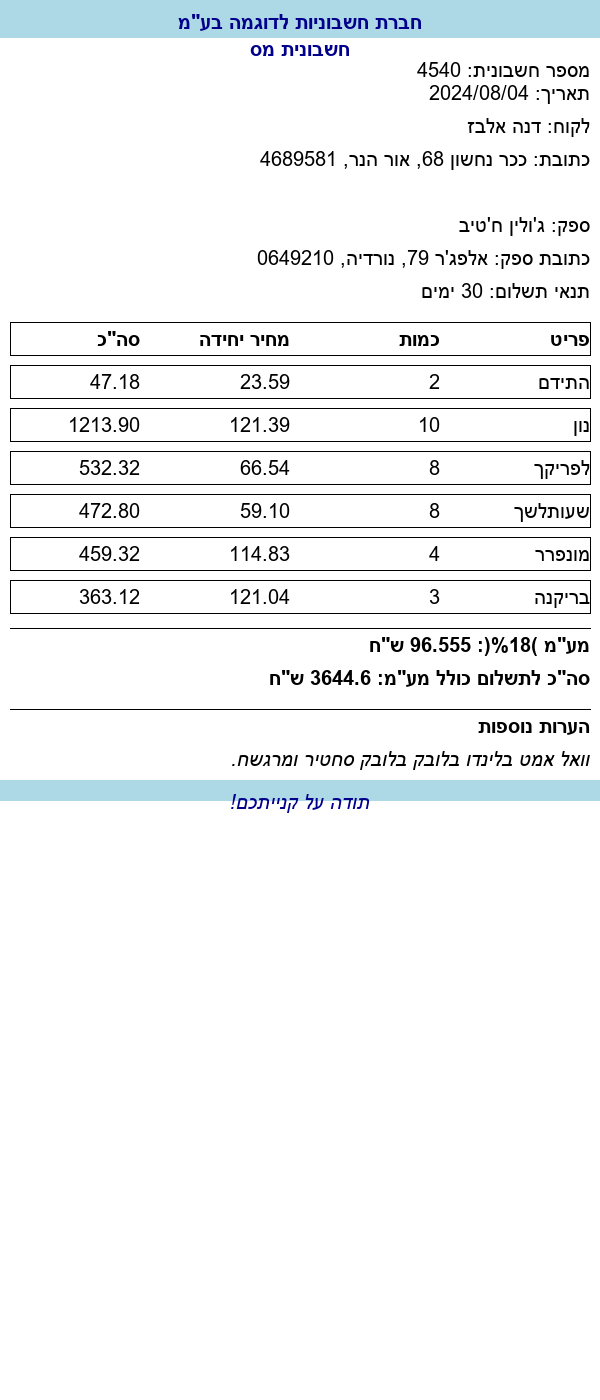 חברת חשבוניות לדוגמה בע"מ
חשבונית מס
מספר חשבונית: 4540
תאריך: 2024/08/04
לקוח: דנה אלבז
כתובת: ככר נחשון 68, אור הנר, 4689581
ספק: ג'ולין ח'טיב
כתובת ספק: אלפג'ר 79, נורדיה, 0649210
תנאי תשלום: 30 ימים
פריט כמות מחיר יחידה סה"כ
התידם 2 23.59 47.18
נון 10 121.39 1213.90
לפריקך 8 66.54 532.32
שעותלשך 8 59.10 472.80
מונפרר 4 114.83 459.32
בריקנה 3 121.04 363.12
מע"מ )18%(: 96.555 ש"ח
סה"כ לתשלום כולל מע"מ: 3644.6 ש"ח
הערות נוספות
וואל אמט בלינדו בלובק בלובק סחטיר ומרגשח.
תודה על קנייתכם!